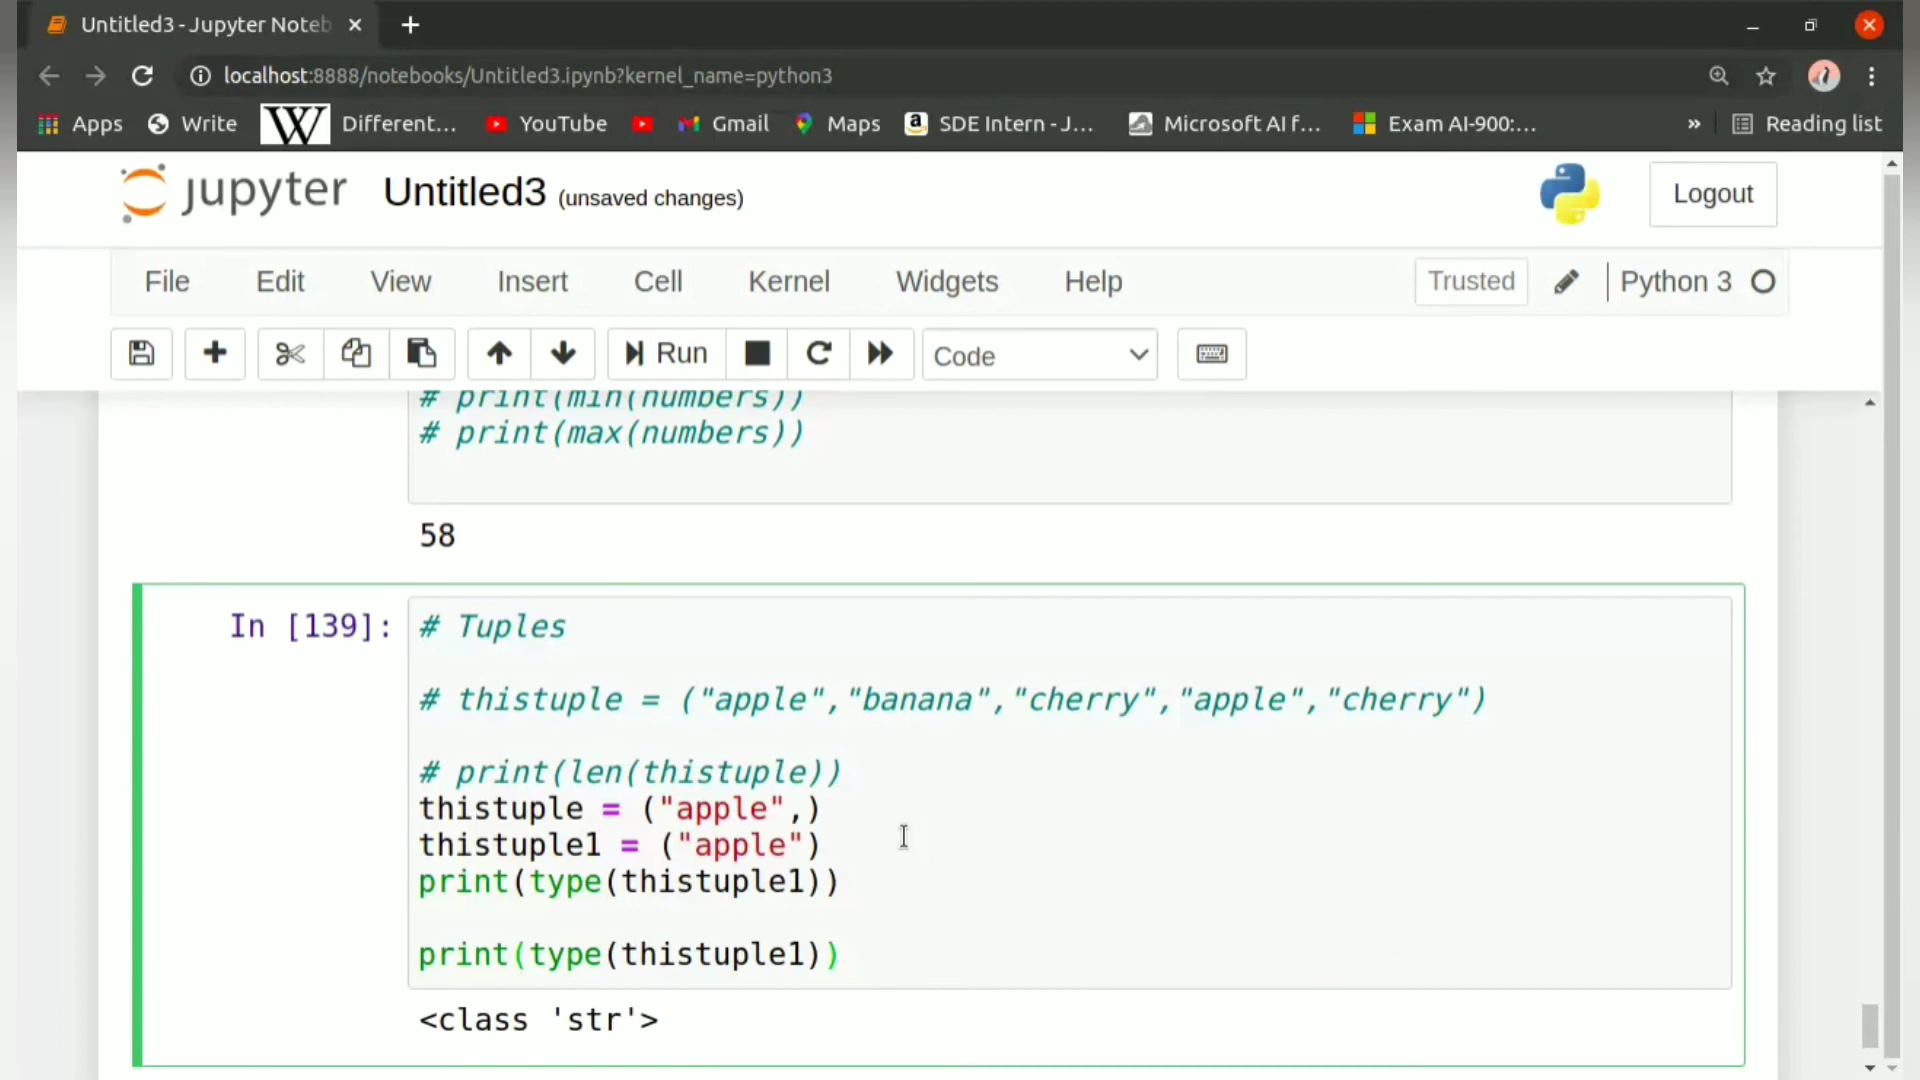 Untitled3 - Jupyter Noteb
localhost:8888/notebooks/Untitled3.ipynb?kernel_name=python3
Apps Write Different... YouTube Gmail Maps SDE Intern - J... Microsoft AI f... Exam AI-900:... » Reading list
jupyter Untitled3 (unsaved changes) Logout
File Edit View Insert Cell Kernel Widgets Help Trusted Python 3
Run Code
# print(min(numbers))
# print(max(numbers))
58
In [139]: # Tuples
# thistuple = ("apple","banana","cherry","apple","cherry")
# print(len(thistuple))
thistuple = ("apple",)
thistuple1 = ("apple")
print(type(thistuple1))
print(type(thistuple1))
<class 'str'>